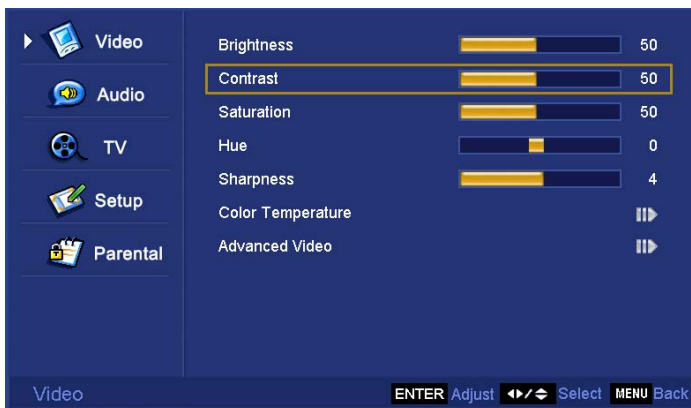 Video
Audio
TV
Setup
Parental
Brightness 50
Contrast 50
Saturation 50
Hue 0
Sharpness 4
Color Temperature
Advanced Video
Video ENTER Adjust / Select MENU Back